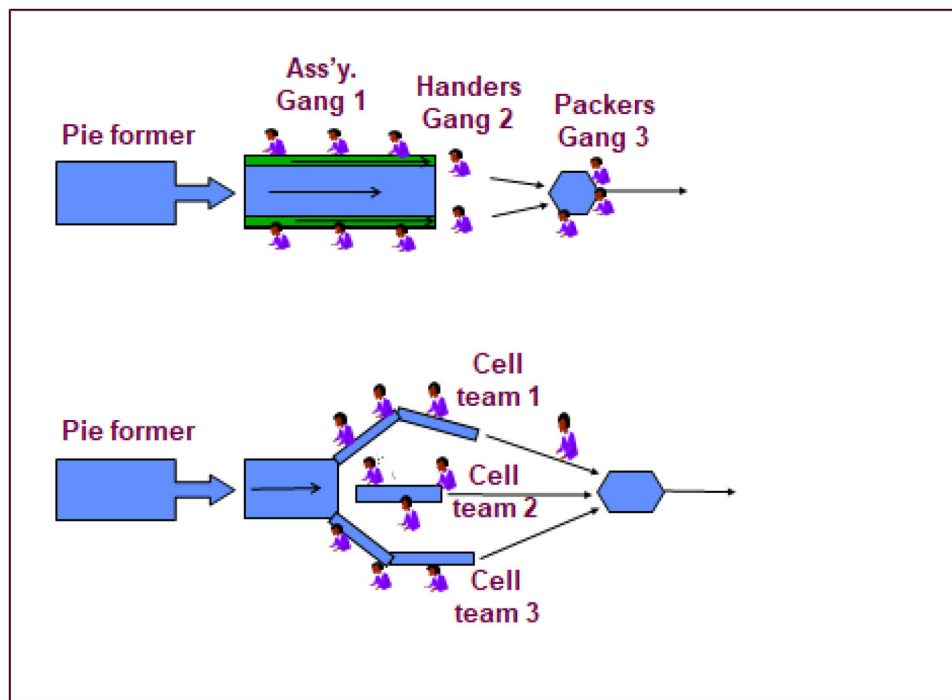 Ass'y.
Gang 1
Handers
Gang 2
Packers
Gang 3
Pie former
Cell
team 1
Pie former
Cell
team 2
Cell
team 3